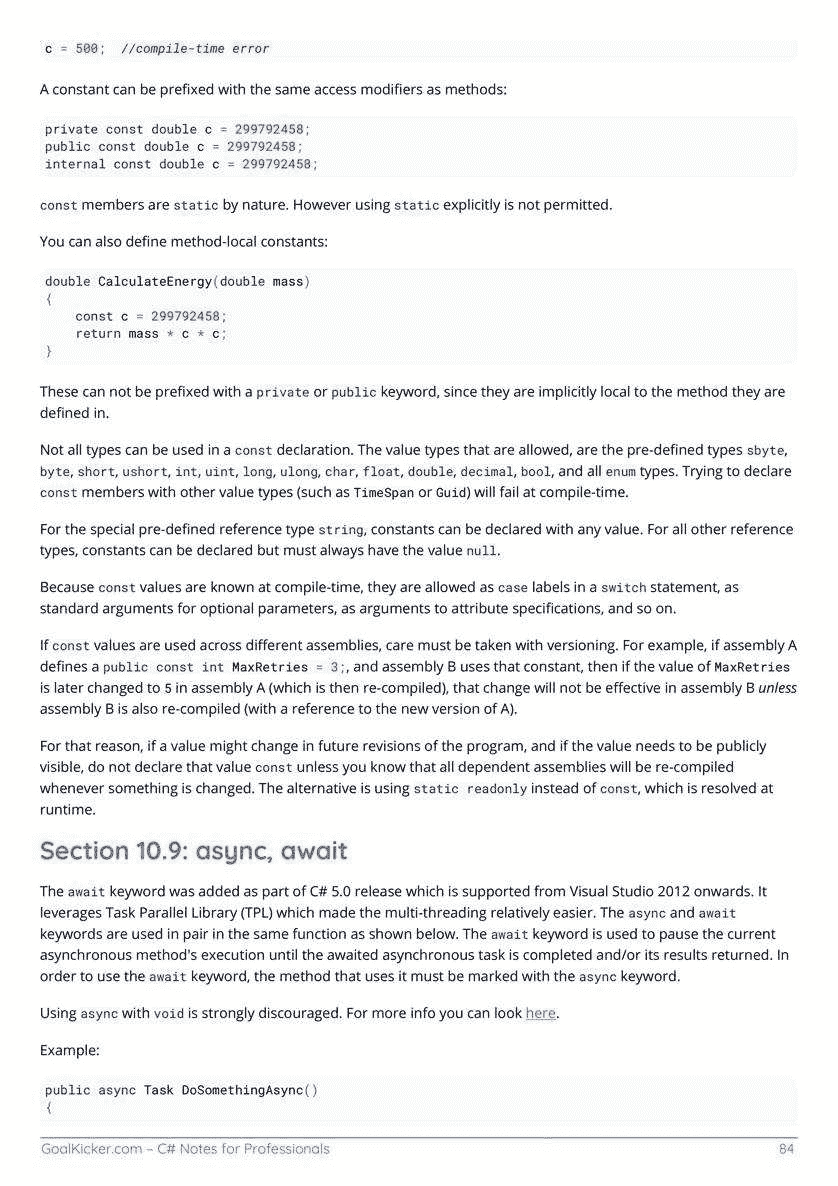 c = 500;  //compile-time error
A constant can be prefixed with the same access modifiers as methods:
private const double c = 299792458;
public const double c = 299792458;
internal const double c = 299792458;
const members are static by nature. However using static explicitly is not permitted.
You can also define method-local constants:
double CalculateEnergy(double mass)
{
    const c = 299792458;
    return mass * c * c;
}
These can not be prefixed with a private or public keyword, since they are implicitly local to the method they are
defined in.
Not all types can be used in a const declaration. The value types that are allowed, are the pre-defined types sbyte,
byte, short, ushort, int, uint, long, ulong, char, float, double, decimal, bool, and all enum types. Trying to declare
const members with other value types (such as TimeSpan or Guid) will fail at compile-time.
For the special pre-defined reference type string, constants can be declared with any value. For all other reference
types, constants can be declared but must always have the value null.
Because const values are known at compile-time, they are allowed as case labels in a switch statement, as
standard arguments for optional parameters, as arguments to attribute specifications, and so on.
If const values are used across different assemblies, care must be taken with versioning. For example, if assembly A
defines a public const int MaxRetries = 3;, and assembly B uses that constant, then if the value of MaxRetries
is later changed to 5 in assembly A (which is then re-compiled), that change will not be effective in assembly B unless
assembly B is also re-compiled (with a reference to the new version of A).
For that reason, if a value might change in future revisions of the program, and if the value needs to be publicly
visible, do not declare that value const unless you know that all dependent assemblies will be re-compiled
whenever something is changed. The alternative is using static readonly instead of const, which is resolved at
runtime.
Section 10.9: async, await
The await keyword was added as part of C# 5.0 release which is supported from Visual Studio 2012 onwards. It
leverages Task Parallel Library (TPL) which made the multi-threading relatively easier. The async and await
keywords are used in pair in the same function as shown below. The await keyword is used to pause the current
asynchronous method's execution until the awaited asynchronous task is completed and/or its results returned. In
order to use the await keyword, the method that uses it must be marked with the async keyword.
Using async with void is strongly discouraged. For more info you can look here.
Example:
public async Task DoSomethingAsync()
{
GoalKicker.com – C# Notes for Professionals 84